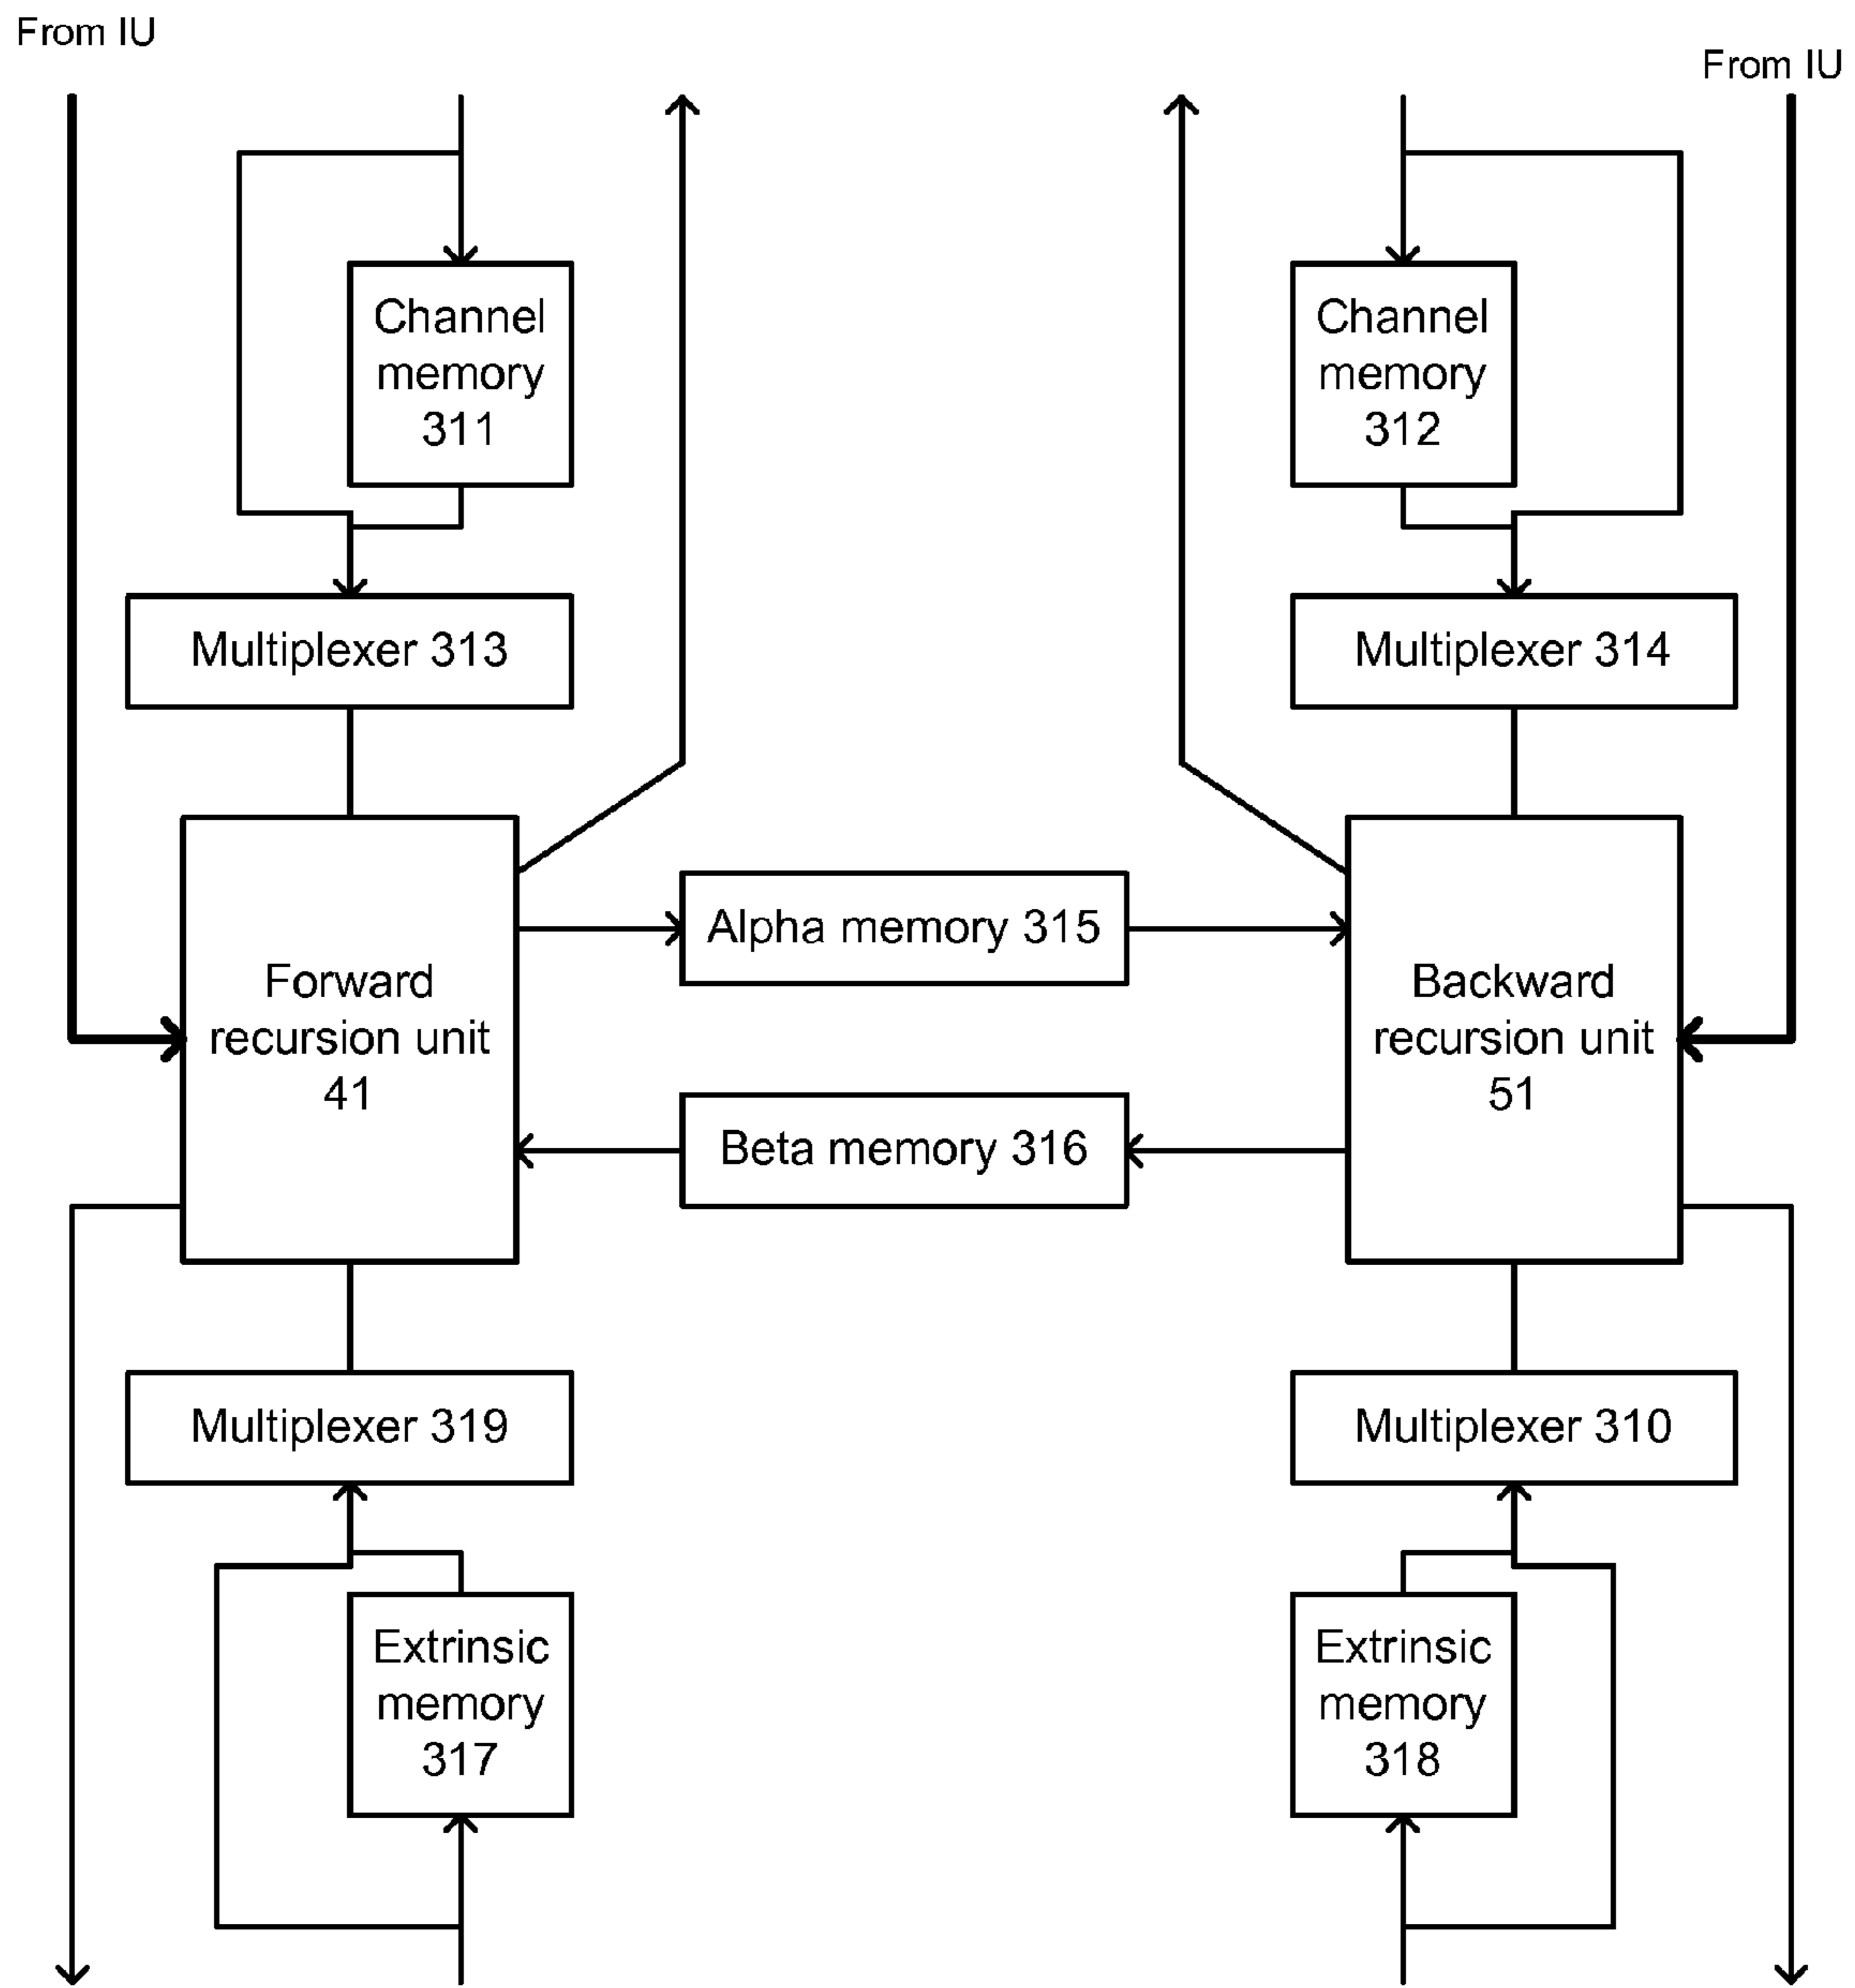 From IU
From IU
Channel
memory
311
Channel
memory
312
Multiplexer 313
Multiplexer 314
Alpha memory 315
Forward
recursion unit
41
Backward
recursion unit
51
Beta memory 316
Multiplexer 319
Multiplexer 310
Extrinsic
memory
317
Extrinsic
memory
318